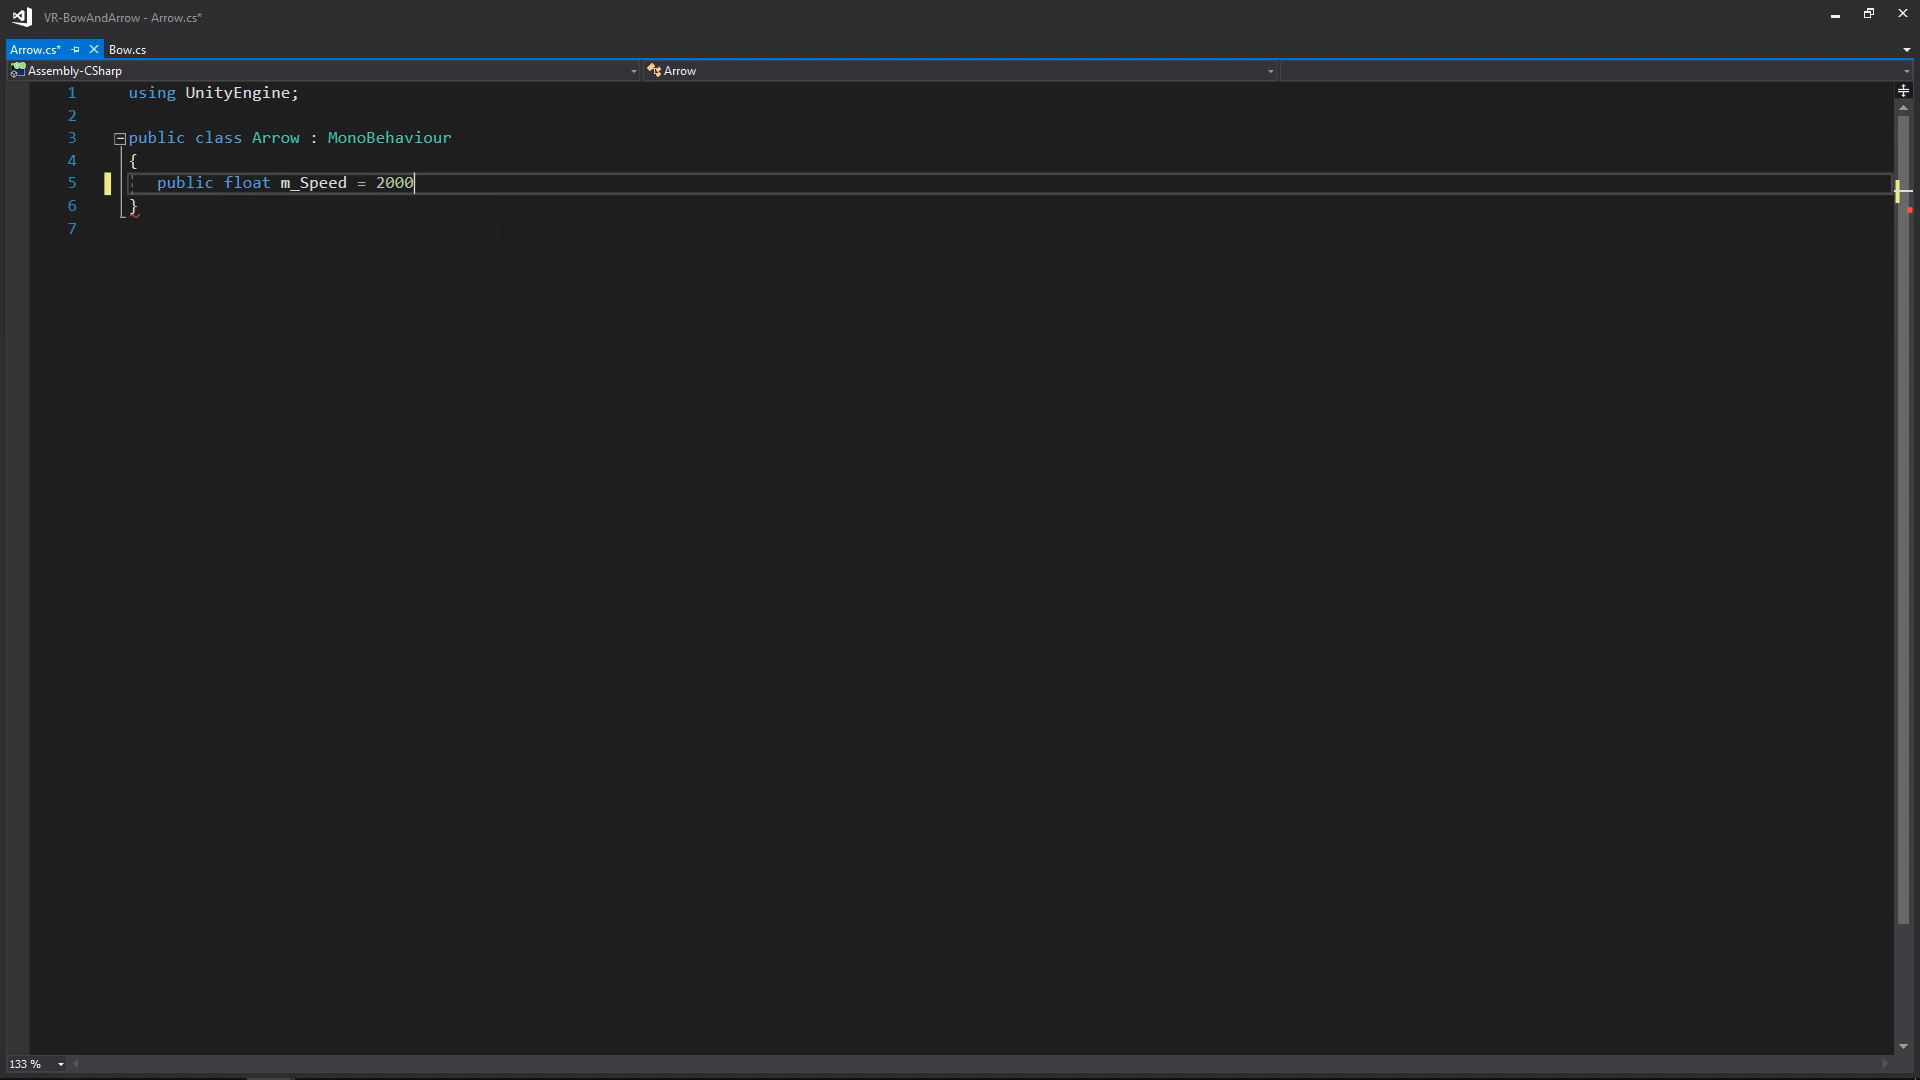 VR-BowAndArrow - Arrow.cs*
Arrow.cs* Bow.cs
Assembly-CSharp Arrow
1 using UnityEngine;
2
3 public class Arrow : MonoBehaviour
4 {
5 public float m_Speed = 2000
6 }
7
133 %